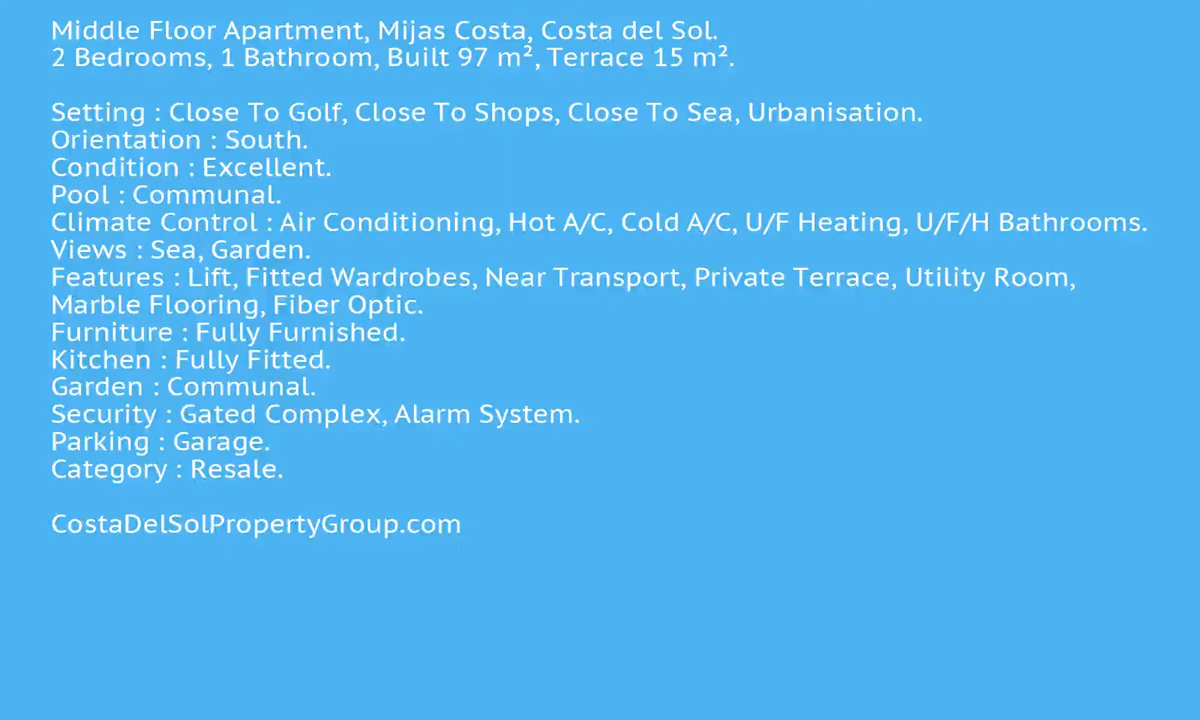 Middle Floor Apartment, Mijas Costa, Costa del Sol.
2 Bedrooms, 1 Bathroom, Built 97 m², Terrace 15 m².
Setting : Close To Golf, Close To Shops, Close To Sea, Urbanisation.
Orientation : South.
Condition : Excellent.
Pool : Communal.
Climate Control : Air Conditioning, Hot A/C, Cold A/C, U/F Heating, U/F/H Bathrooms.
Views : Sea, Garden.
Features : Lift, Fitted Wardrobes, Near Transport, Private Terrace, Utility Room,
Marble Flooring, Fiber Optic.
Furniture : Fully Furnished.
Kitchen : Fully Fitted.
Garden : Communal.
Security : Gated Complex, Alarm System.
Parking : Garage.
Category : Resale.
CostaDelSolPropertyGroup.com